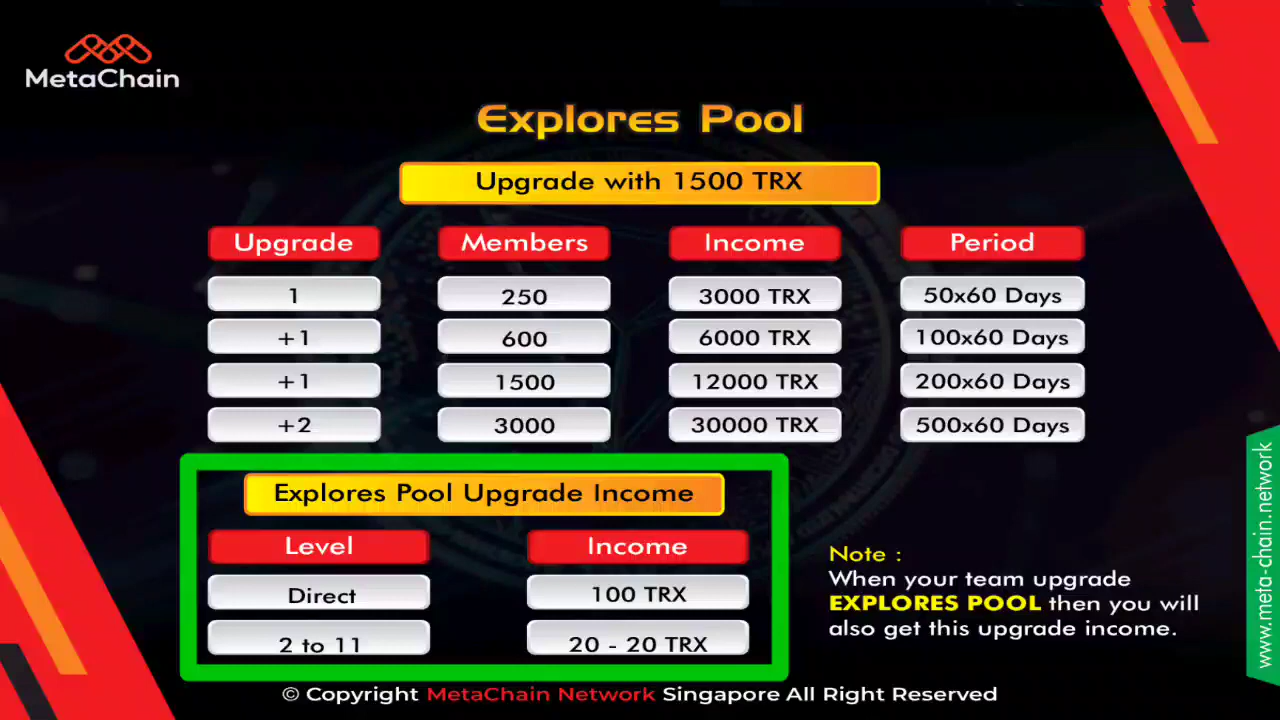 MetaChain
Explores Pool
Upgrade with 1500 TRX
Upgrade Members Income Period
1 250 3000 TRX 50x60 Days
+1 600 6000 TRX 100x60 Days
+1 1500 12000 TRX 200x60 Days
+2 3000 30000 TRX 500x60 Days
Explores Pool Upgrade Income
Level Income
Direct 100 TRX
2 to 11 20 - 20 TRX
Note :
When your team upgrade
EXPLORES POOL then you will
also get this upgrade income.
www.meta-chain.network
© Copyright MetaChain Network Singapore All Right Reserved